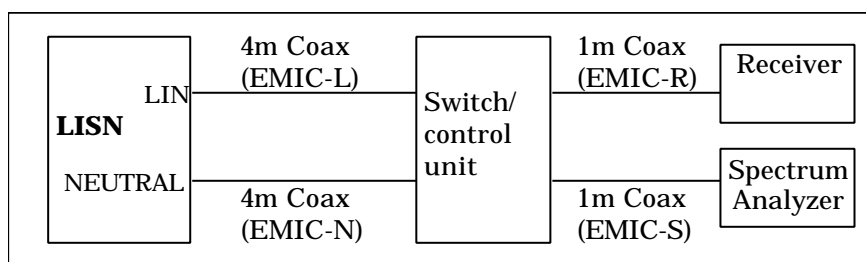 4m Coax
(EMIC-L)
1m Coax
(EMIC-R)
Receiver
LIN
LISN
Switch/
control
unit
NEUTRAL
4m Coax
(EMIC-N)
1m Coax
(EMIC-S)
Spectrum
Analyzer